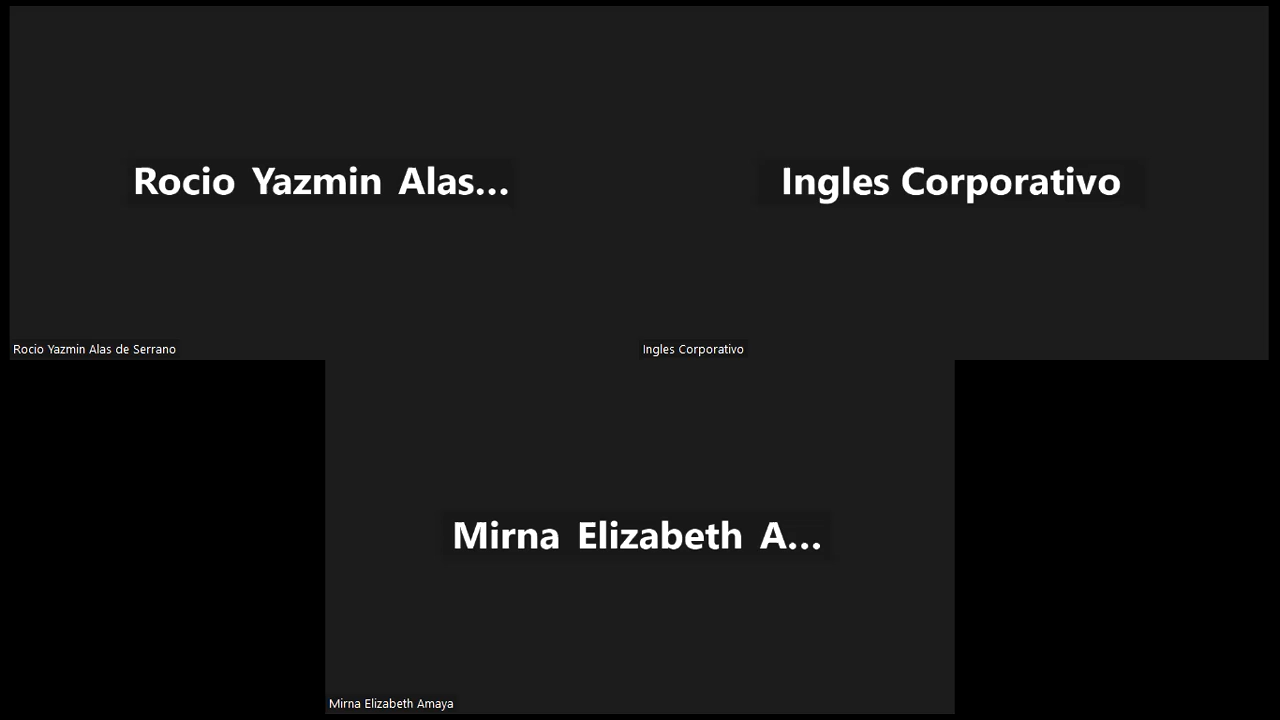 Rocio Yazmin Alas...
Ingles Corporativo
Rocio Yazmin Alas de Serrano
Ingles Corporativo
Mirna Elizabeth A...
Mirna Elizabeth Amaya